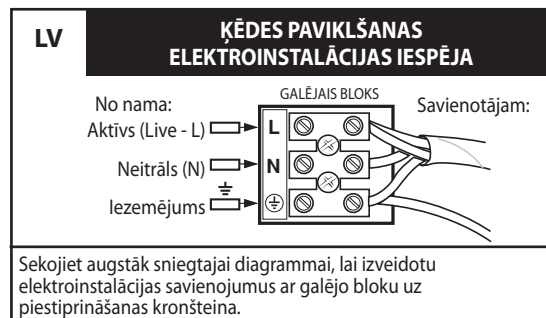 LV
ĶĒDES PAVIKLŠANAS
ELEKTROINSTALĀCIJAS IESPĒJA
GALĒJAIS BLOKS
No nama:
Savienotājam:
Aktīvs (Live - L)
L
Neitrāls (N)
N
Iezemējums
Sekojiet augstāk sniegtajai diagrammai, lai izveidotu
elektroinstalācijas savienojumus ar galējo bloku uz
piestiprināšanas kronšteina.